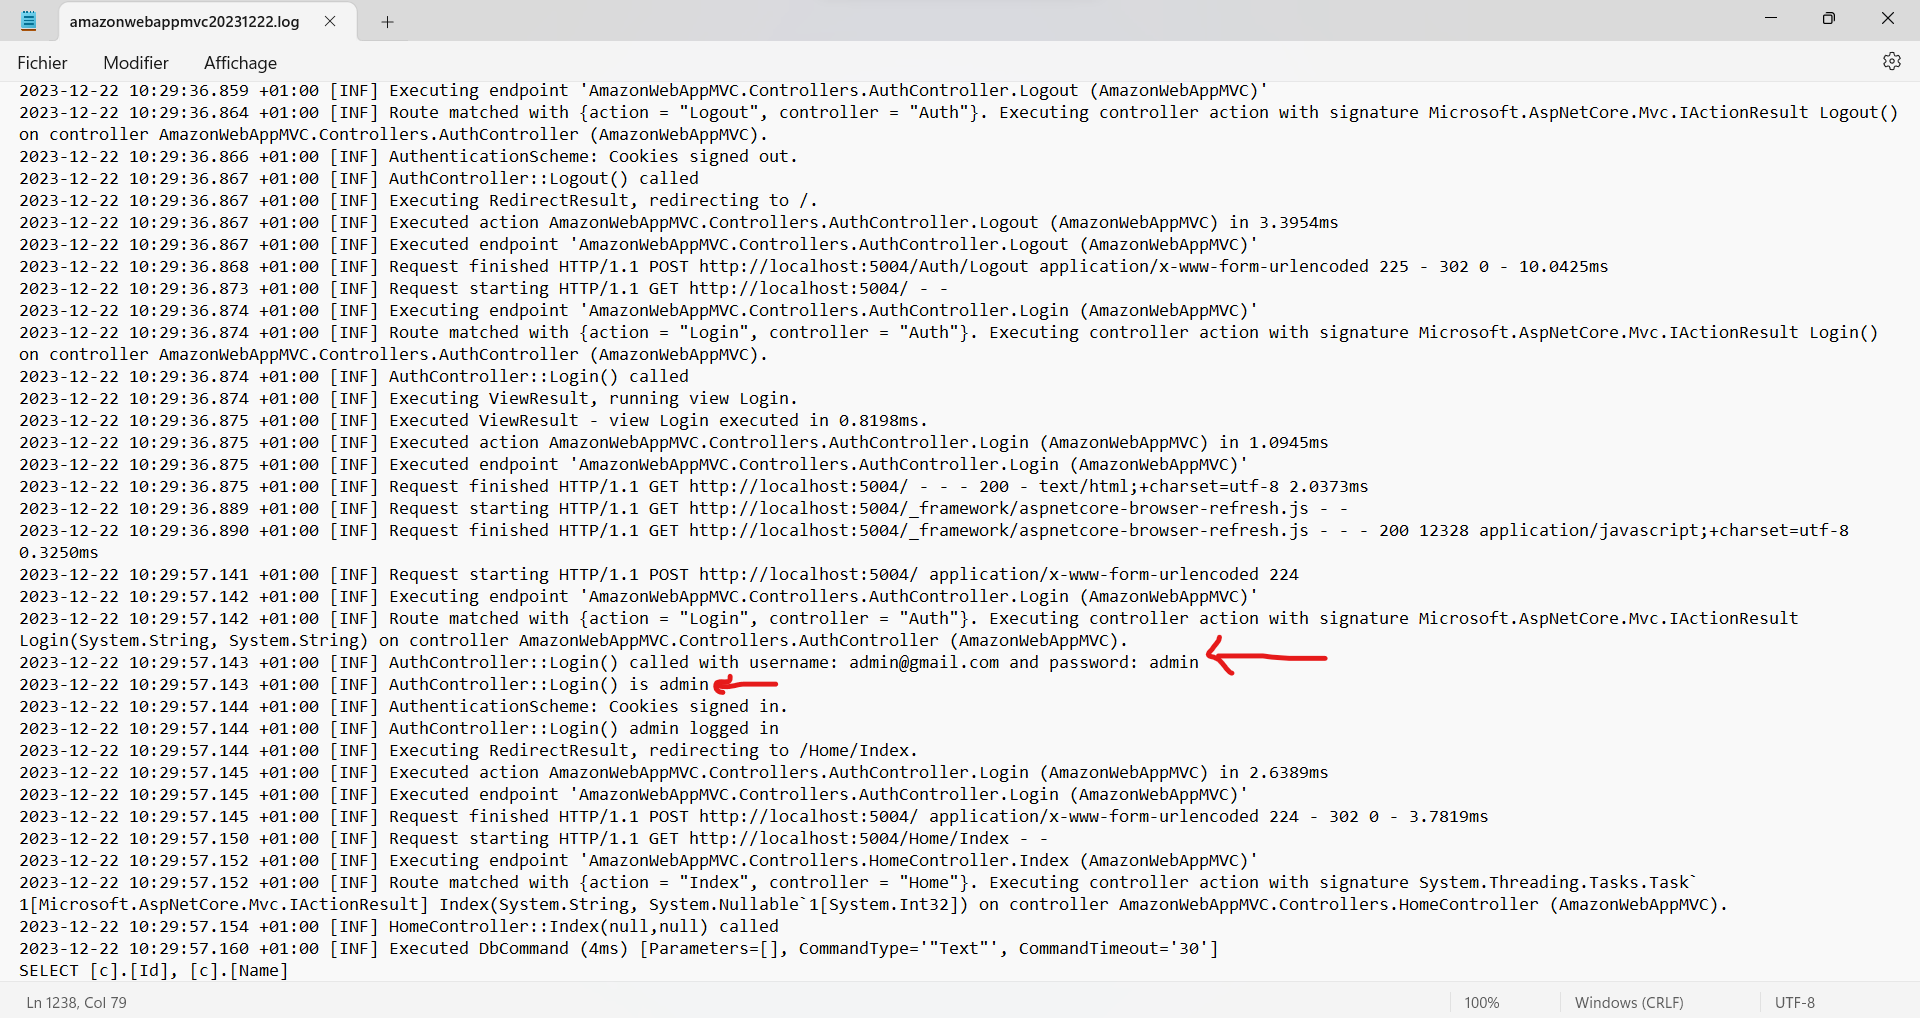 amazonwebappmvc20231222.log
Fichier Modifier Affichage
2023-12-22 10:29:36.859 +01:00 [INF] Executing endpoint 'AmazonWebAppMVC.Controllers.AuthController.Logout (AmazonWebAppMVC)'
2023-12-22 10:29:36.864 +01:00 [INF] Route matched with {action = "Logout", controller = "Auth"}. Executing controller action with signature Microsoft.AspNetCore.Mvc.IActionResult Logout()
on controller AmazonWebAppMVC.Controllers.AuthController (AmazonWebAppMVC).
2023-12-22 10:29:36.866 +01:00 [INF] AuthenticationScheme: Cookies signed out.
2023-12-22 10:29:36.867 +01:00 [INF] AuthController::Logout() called
2023-12-22 10:29:36.867 +01:00 [INF] Executing RedirectResult, redirecting to /.
2023-12-22 10:29:36.867 +01:00 [INF] Executed action AmazonWebAppMVC.Controllers.AuthController.Logout (AmazonWebAppMVC) in 3.3954ms
2023-12-22 10:29:36.867 +01:00 [INF] Executed endpoint 'AmazonWebAppMVC.Controllers.AuthController.Logout (AmazonWebAppMVC)'
2023-12-22 10:29:36.868 +01:00 [INF] Request finished HTTP/1.1 POST http://localhost:5004/Auth/Logout application/x-www-form-urlencoded 225 - 302 0 - 10.0425ms
2023-12-22 10:29:36.873 +01:00 [INF] Request starting HTTP/1.1 GET http://localhost:5004/ - -
2023-12-22 10:29:36.874 +01:00 [INF] Executing endpoint 'AmazonWebAppMVC.Controllers.AuthController.Login (AmazonWebAppMVC)'
2023-12-22 10:29:36.874 +01:00 [INF] Route matched with {action = "Login", controller = "Auth"}. Executing controller action with signature Microsoft.AspNetCore.Mvc.IActionResult Login()
on controller AmazonWebAppMVC.Controllers.AuthController (AmazonWebAppMVC).
2023-12-22 10:29:36.874 +01:00 [INF] AuthController::Login() called
2023-12-22 10:29:36.874 +01:00 [INF] Executing ViewResult, running view Login.
2023-12-22 10:29:36.875 +01:00 [INF] Executed ViewResult - view Login executed in 0.8198ms.
2023-12-22 10:29:36.875 +01:00 [INF] Executed action AmazonWebAppMVC.Controllers.AuthController.Login (AmazonWebAppMVC) in 1.0945ms
2023-12-22 10:29:36.875 +01:00 [INF] Executed endpoint 'AmazonWebAppMVC.Controllers.AuthController.Login (AmazonWebAppMVC)'
2023-12-22 10:29:36.875 +01:00 [INF] Request finished HTTP/1.1 GET http://localhost:5004/ - - - 200 - text/html;+charset=utf-8 2.0373ms
2023-12-22 10:29:36.889 +01:00 [INF] Request starting HTTP/1.1 GET http://localhost:5004/_framework/aspnetcore-browser-refresh.js - -
2023-12-22 10:29:36.890 +01:00 [INF] Request finished HTTP/1.1 GET http://localhost:5004/_framework/aspnetcore-browser-refresh.js - - - 200 12328 application/javascript;+charset=utf-8
0.3250ms
2023-12-22 10:29:57.141 +01:00 [INF] Request starting HTTP/1.1 POST http://localhost:5004/ application/x-www-form-urlencoded 224
2023-12-22 10:29:57.142 +01:00 [INF] Executing endpoint 'AmazonWebAppMVC.Controllers.AuthController.Login (AmazonWebAppMVC)'
2023-12-22 10:29:57.142 +01:00 [INF] Route matched with {action = "Login", controller = "Auth"}. Executing controller action with signature Microsoft.AspNetCore.Mvc.IActionResult
Login(System.String, System.String) on controller AmazonWebAppMVC.Controllers.AuthController (AmazonWebAppMVC).
2023-12-22 10:29:57.143 +01:00 [INF] AuthController::Login() called with username: admin@gmail.com and password: admin
2023-12-22 10:29:57.143 +01:00 [INF] AuthController::Login() is admin
2023-12-22 10:29:57.144 +01:00 [INF] AuthenticationScheme: Cookies signed in.
2023-12-22 10:29:57.144 +01:00 [INF] AuthController::Login() admin logged in
2023-12-22 10:29:57.144 +01:00 [INF] Executing RedirectResult, redirecting to /Home/Index.
2023-12-22 10:29:57.145 +01:00 [INF] Executed action AmazonWebAppMVC.Controllers.AuthController.Login (AmazonWebAppMVC) in 2.6389ms
2023-12-22 10:29:57.145 +01:00 [INF] Executed endpoint 'AmazonWebAppMVC.Controllers.AuthController.Login (AmazonWebAppMVC)'
2023-12-22 10:29:57.145 +01:00 [INF] Request finished HTTP/1.1 POST http://localhost:5004/ application/x-www-form-urlencoded 224 - 302 0 - 3.7819ms
2023-12-22 10:29:57.150 +01:00 [INF] Request starting HTTP/1.1 GET http://localhost:5004/Home/Index - -
2023-12-22 10:29:57.152 +01:00 [INF] Executing endpoint 'AmazonWebAppMVC.Controllers.HomeController.Index (AmazonWebAppMVC)'
2023-12-22 10:29:57.152 +01:00 [INF] Route matched with {action = "Index", controller = "Home"}. Executing controller action with signature System.Threading.Tasks.Task`
1[Microsoft.AspNetCore.Mvc.IActionResult] Index(System.String, System.Nullable`1[System.Int32]) on controller AmazonWebAppMVC.Controllers.HomeController (AmazonWebAppMVC).
2023-12-22 10:29:57.154 +01:00 [INF] HomeController::Index(null,null) called
2023-12-22 10:29:57.160 +01:00 [INF] Executed DbCommand (4ms) [Parameters=[], CommandType='"Text"', CommandTimeout='30']
SELECT [c].[Id], [c].[Name]
Ln 1238, Col 79 100% Windows (CRLF) UTF-8